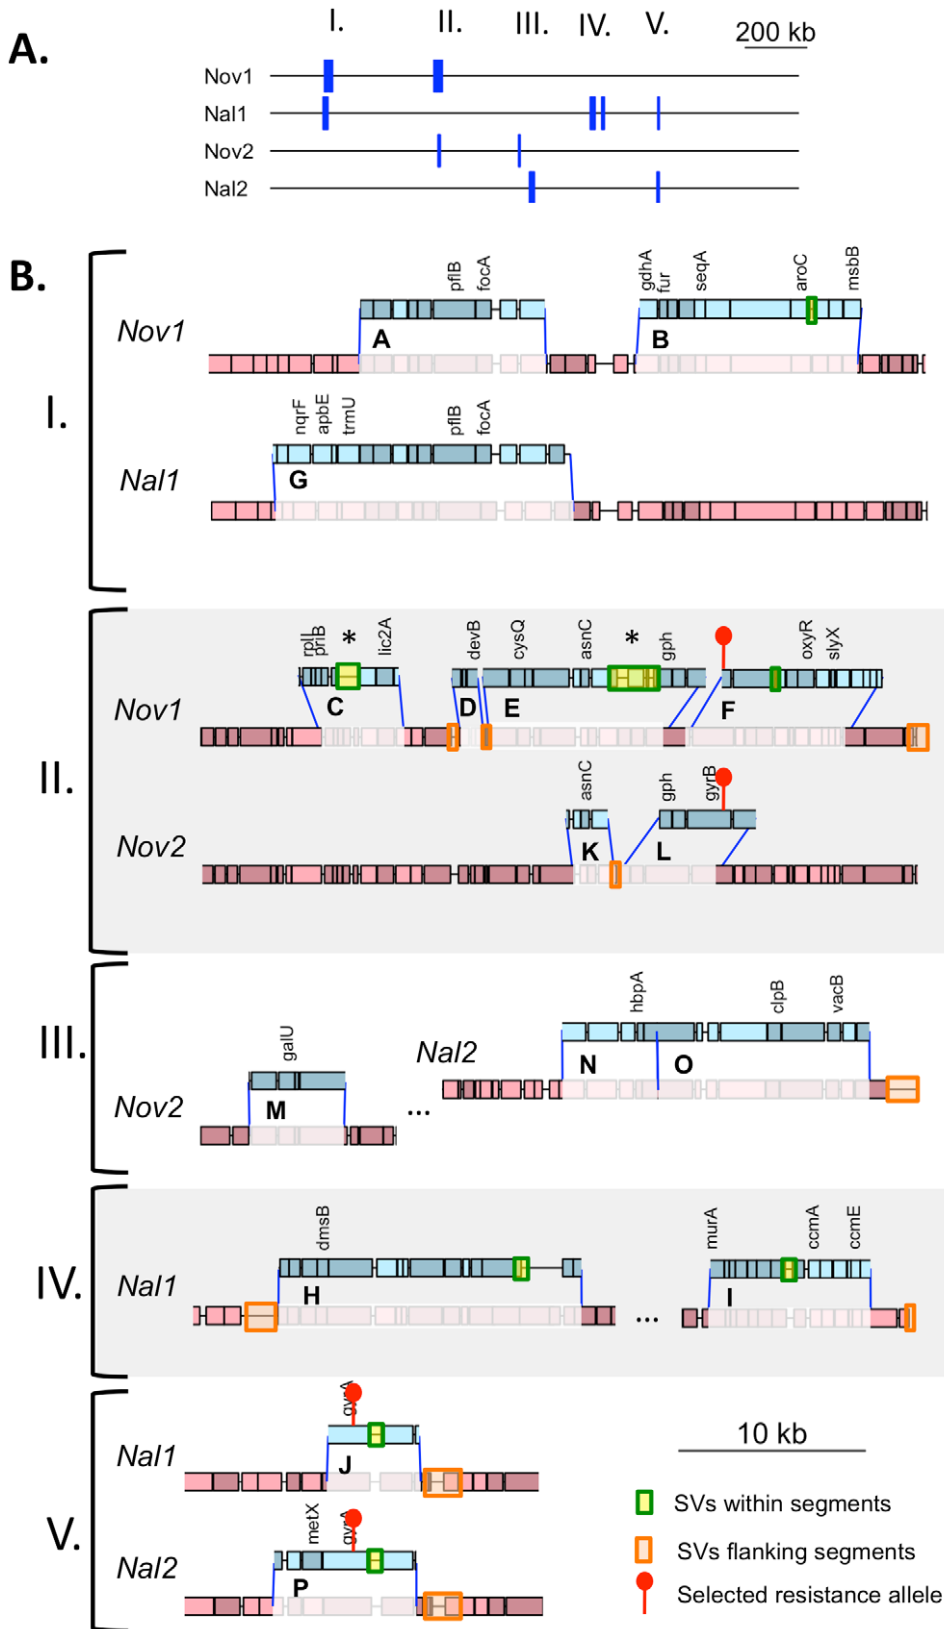 A.
I. II. III. IV. V.
200 kb
Nov1
Nal1
Nov2
Nal2
B.
I.
Nov1
pflB focA gdhA fur seqA aroC msbB
A B
Nal1
nqrF apbE trmU pflB focA
G
II.
Nov1
rplI priB * lic2A devB cysQ asnC * gph oxyR slyX
C D E F
Nov2
asnC gph gyrB
K L
III.
Nov2
galU
M
...
Nal2
hbpA clpB vacB
N O
IV.
Nal1
dmsB murA ccmA ccmE
H ... I
V.
Nal1
gyrA
J
Nal2
metX gyrA
P
10 kb
SVs within segments
SVs flanking segments
Selected resistance allele